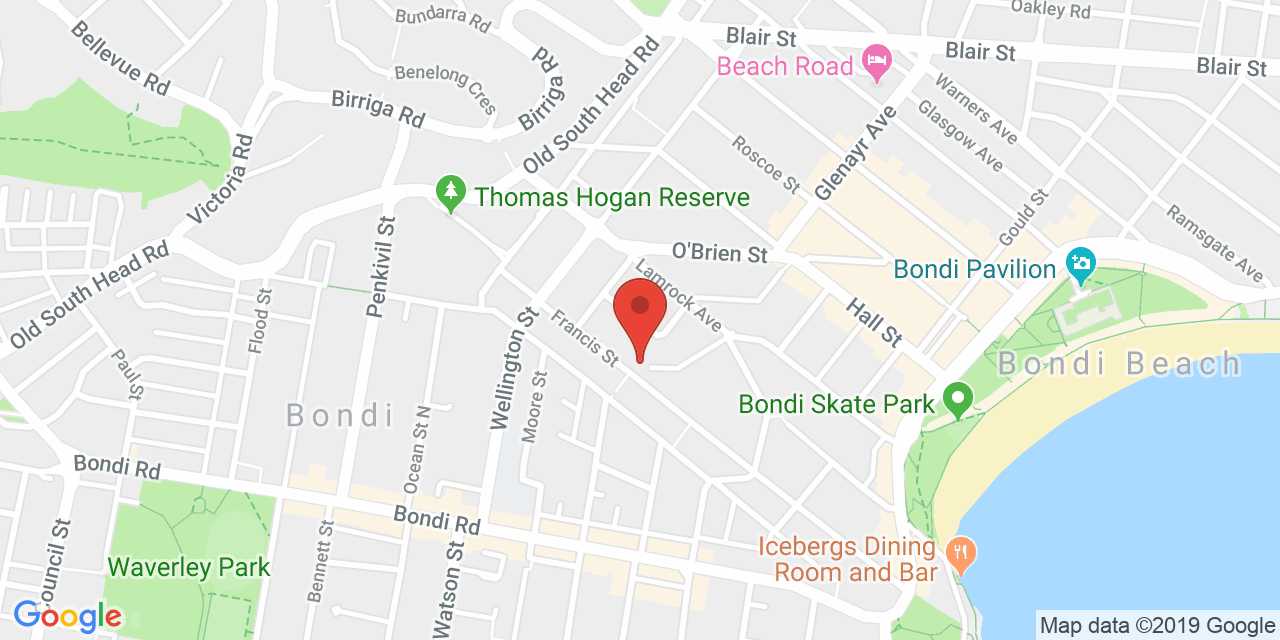 Bundarra Rd
Oakley Rd
Bellevue Rd
Blair St
Blair St
Blair St
Benelong Cres
Birriga Rd
Birriga Rd
Old South Head Rd
Beach Road
Warners Ave
Glasgow Ave
Glenayr Ave
Roscoe St
Victoria Rd
Thomas Hogan Reserve
Gould St
Ramsgate Ave
Penkivil St
O'Brien St
Old South Head Rd
Lamrock Ave
Bondi Pavilion
Flood St
Hall St
Francis St
Wellington St
Paul St
Bondi Beach
Moore St
Bondi Skate Park
Bondi
Ocean St N
Bondi Rd
Bondi Rd
Council St
Waverley Park
Bennett St
Watson St
Icebergs Dining
Room and Bar
Google
Map data ©2019 Google